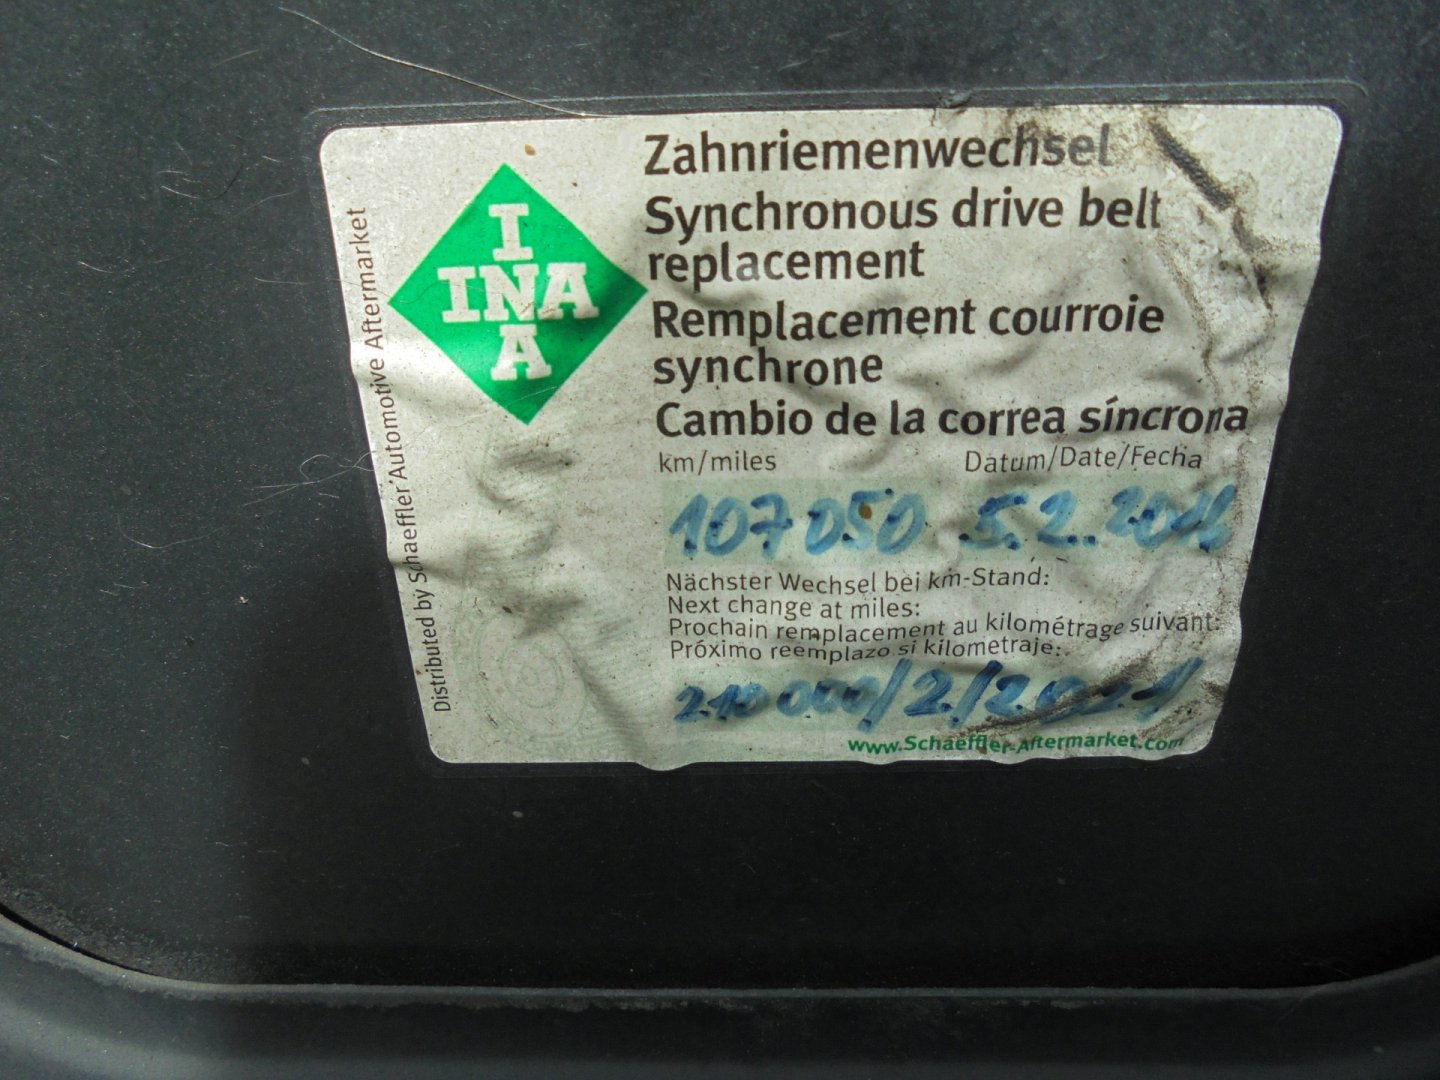 INA
INA
Distributed by Schaeffler Automotive Aftermarket
Zahnriemenwechsel
Synchronous drive belt
replacement
Remplacement courroie
synchrone
Cambio de la correa síncrona
km/miles Datum/Date/Fecha
107 050 5.2.2016
Nächster Wechsel bei km-Stand:
Next change at miles:
Prochain remplacement au kilométrage suivant:
Próximo reemplazo si kilometraje:
210 000/2/2021
www.Schaeffler-Aftermarket.com